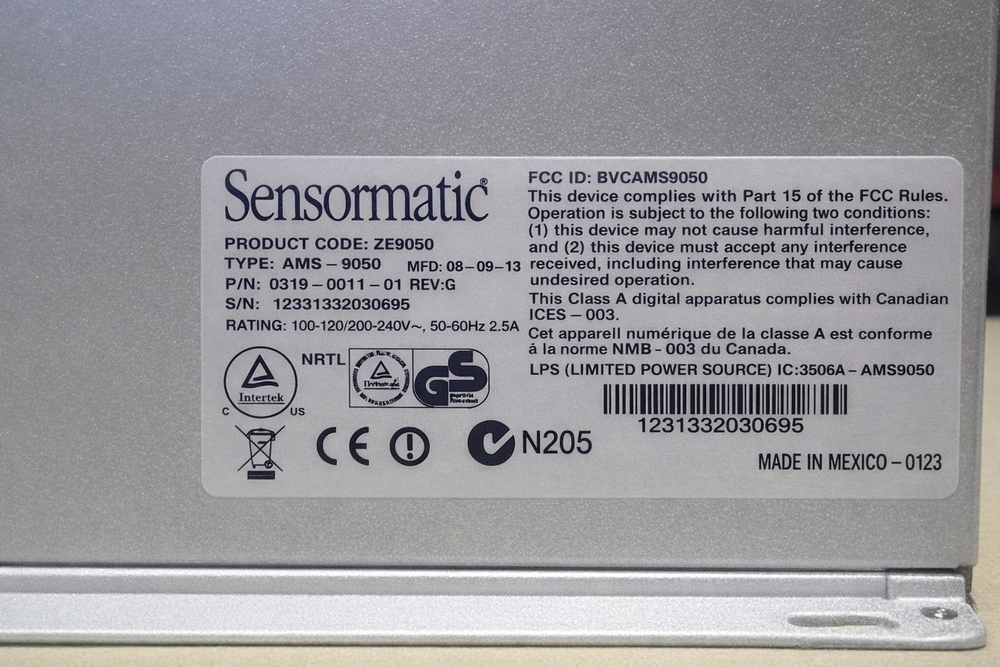 Sensormatic®
PRODUCT CODE: ZE9050
TYPE: AMS – 9050 MFD: 08–09–13
P/N: 0319 – 0011 – 01 REV:G
S/N: 12331332030695
RATING: 100-120/200-240V~, 50-60Hz 2.5A
NRTL
Intertek
C US
GS
CE
N205
FCC ID: BVCAMS9050
This device complies with Part 15 of the FCC Rules.
Operation is subject to the following two conditions:
(1) this device may not cause harmful interference,
and (2) this device must accept any interference
received, including interference that may cause
undesired operation.
This Class A digital apparatus complies with Canadian
ICES – 003.
Cet appareil numérique de la classe A est conforme
á la norme NMB - 003 du Canada.
LPS (LIMITED POWER SOURCE) IC:3506A – AMS9050
1231332030695
MADE IN MEXICO – 0123